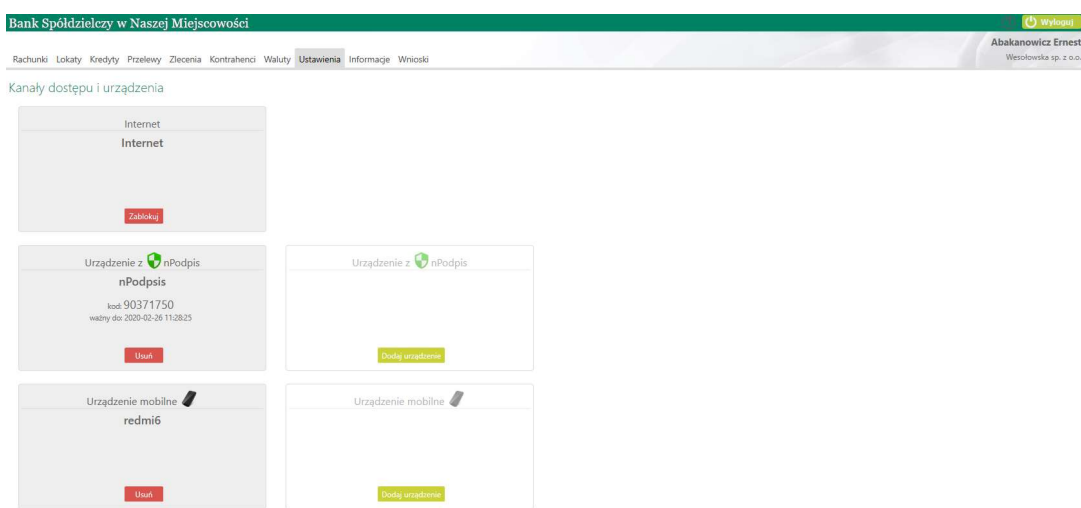 Bank Spółdzielczy w Naszej Miejscowości
Wyloguj
Abakanowicz Ernest
Wesołowska sp. z o.o.
Rachunki Lokaty Kredyty Przelewy Zlecenia Kontrahenci Waluty Ustawienia Informacje Wnioski
Kanały dostępu i urządzenia
Internet
Internet
Zablokuj
Urządzenie z nPodpis
nPodpsis
kod: 90371750
ważny do: 2020-02-26 11:28:25
Usuń
Urządzenie z nPodpis
Dodaj urządzenie
Urządzenie mobilne
redmi6
Usuń
Urządzenie mobilne
Dodaj urządzenie